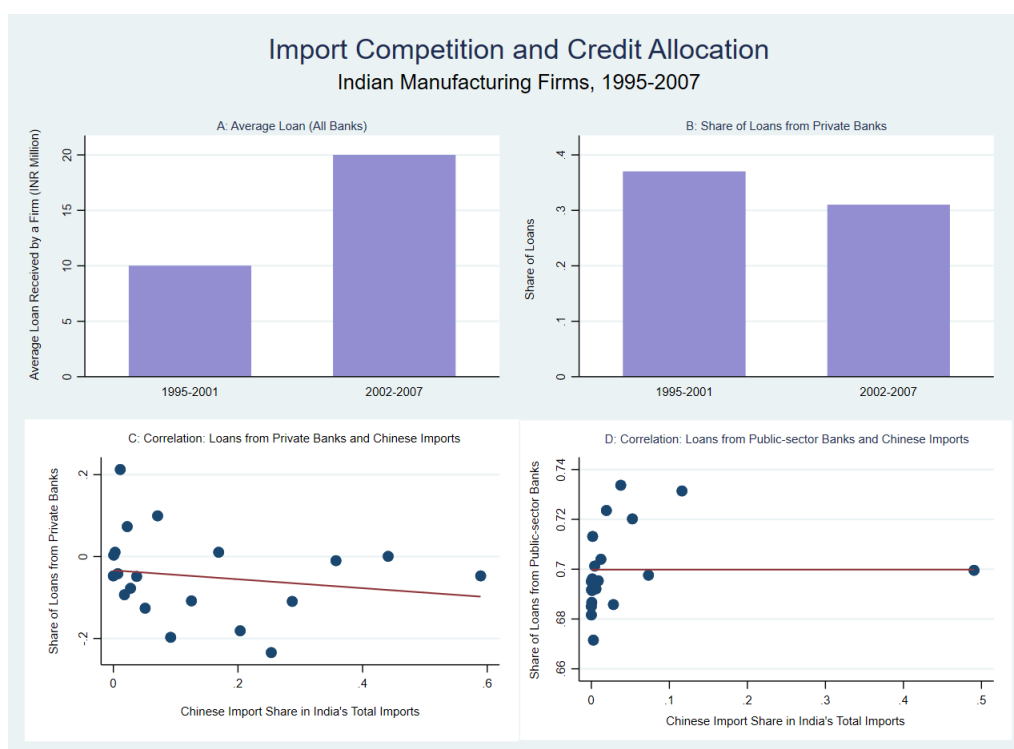 Import Competition and Credit Allocation
Indian Manufacturing Firms, 1995-2007
A: Average Loan (All Banks)
Average Loan Received by a Firm (INR Million)
20
15
10
5
0
1995-2001
2002-2007
B: Share of Loans from Private Banks
Share of Loans
.4
.3
.2
.1
0
1995-2001
2002-2007
C: Correlation: Loans from Private Banks and Chinese Imports
Share of Loans from Private Banks
.2
0
-.2
0
.2
.4
.6
Chinese Import Share in India's Total Imports
D: Correlation: Loans from Public-sector Banks and Chinese Imports
Share of Loans from Public-sector Banks
0.74
0.72
0.7
.68
.66
0
.1
.2
.3
.4
.5
Chinese Import Share in India's Total Imports